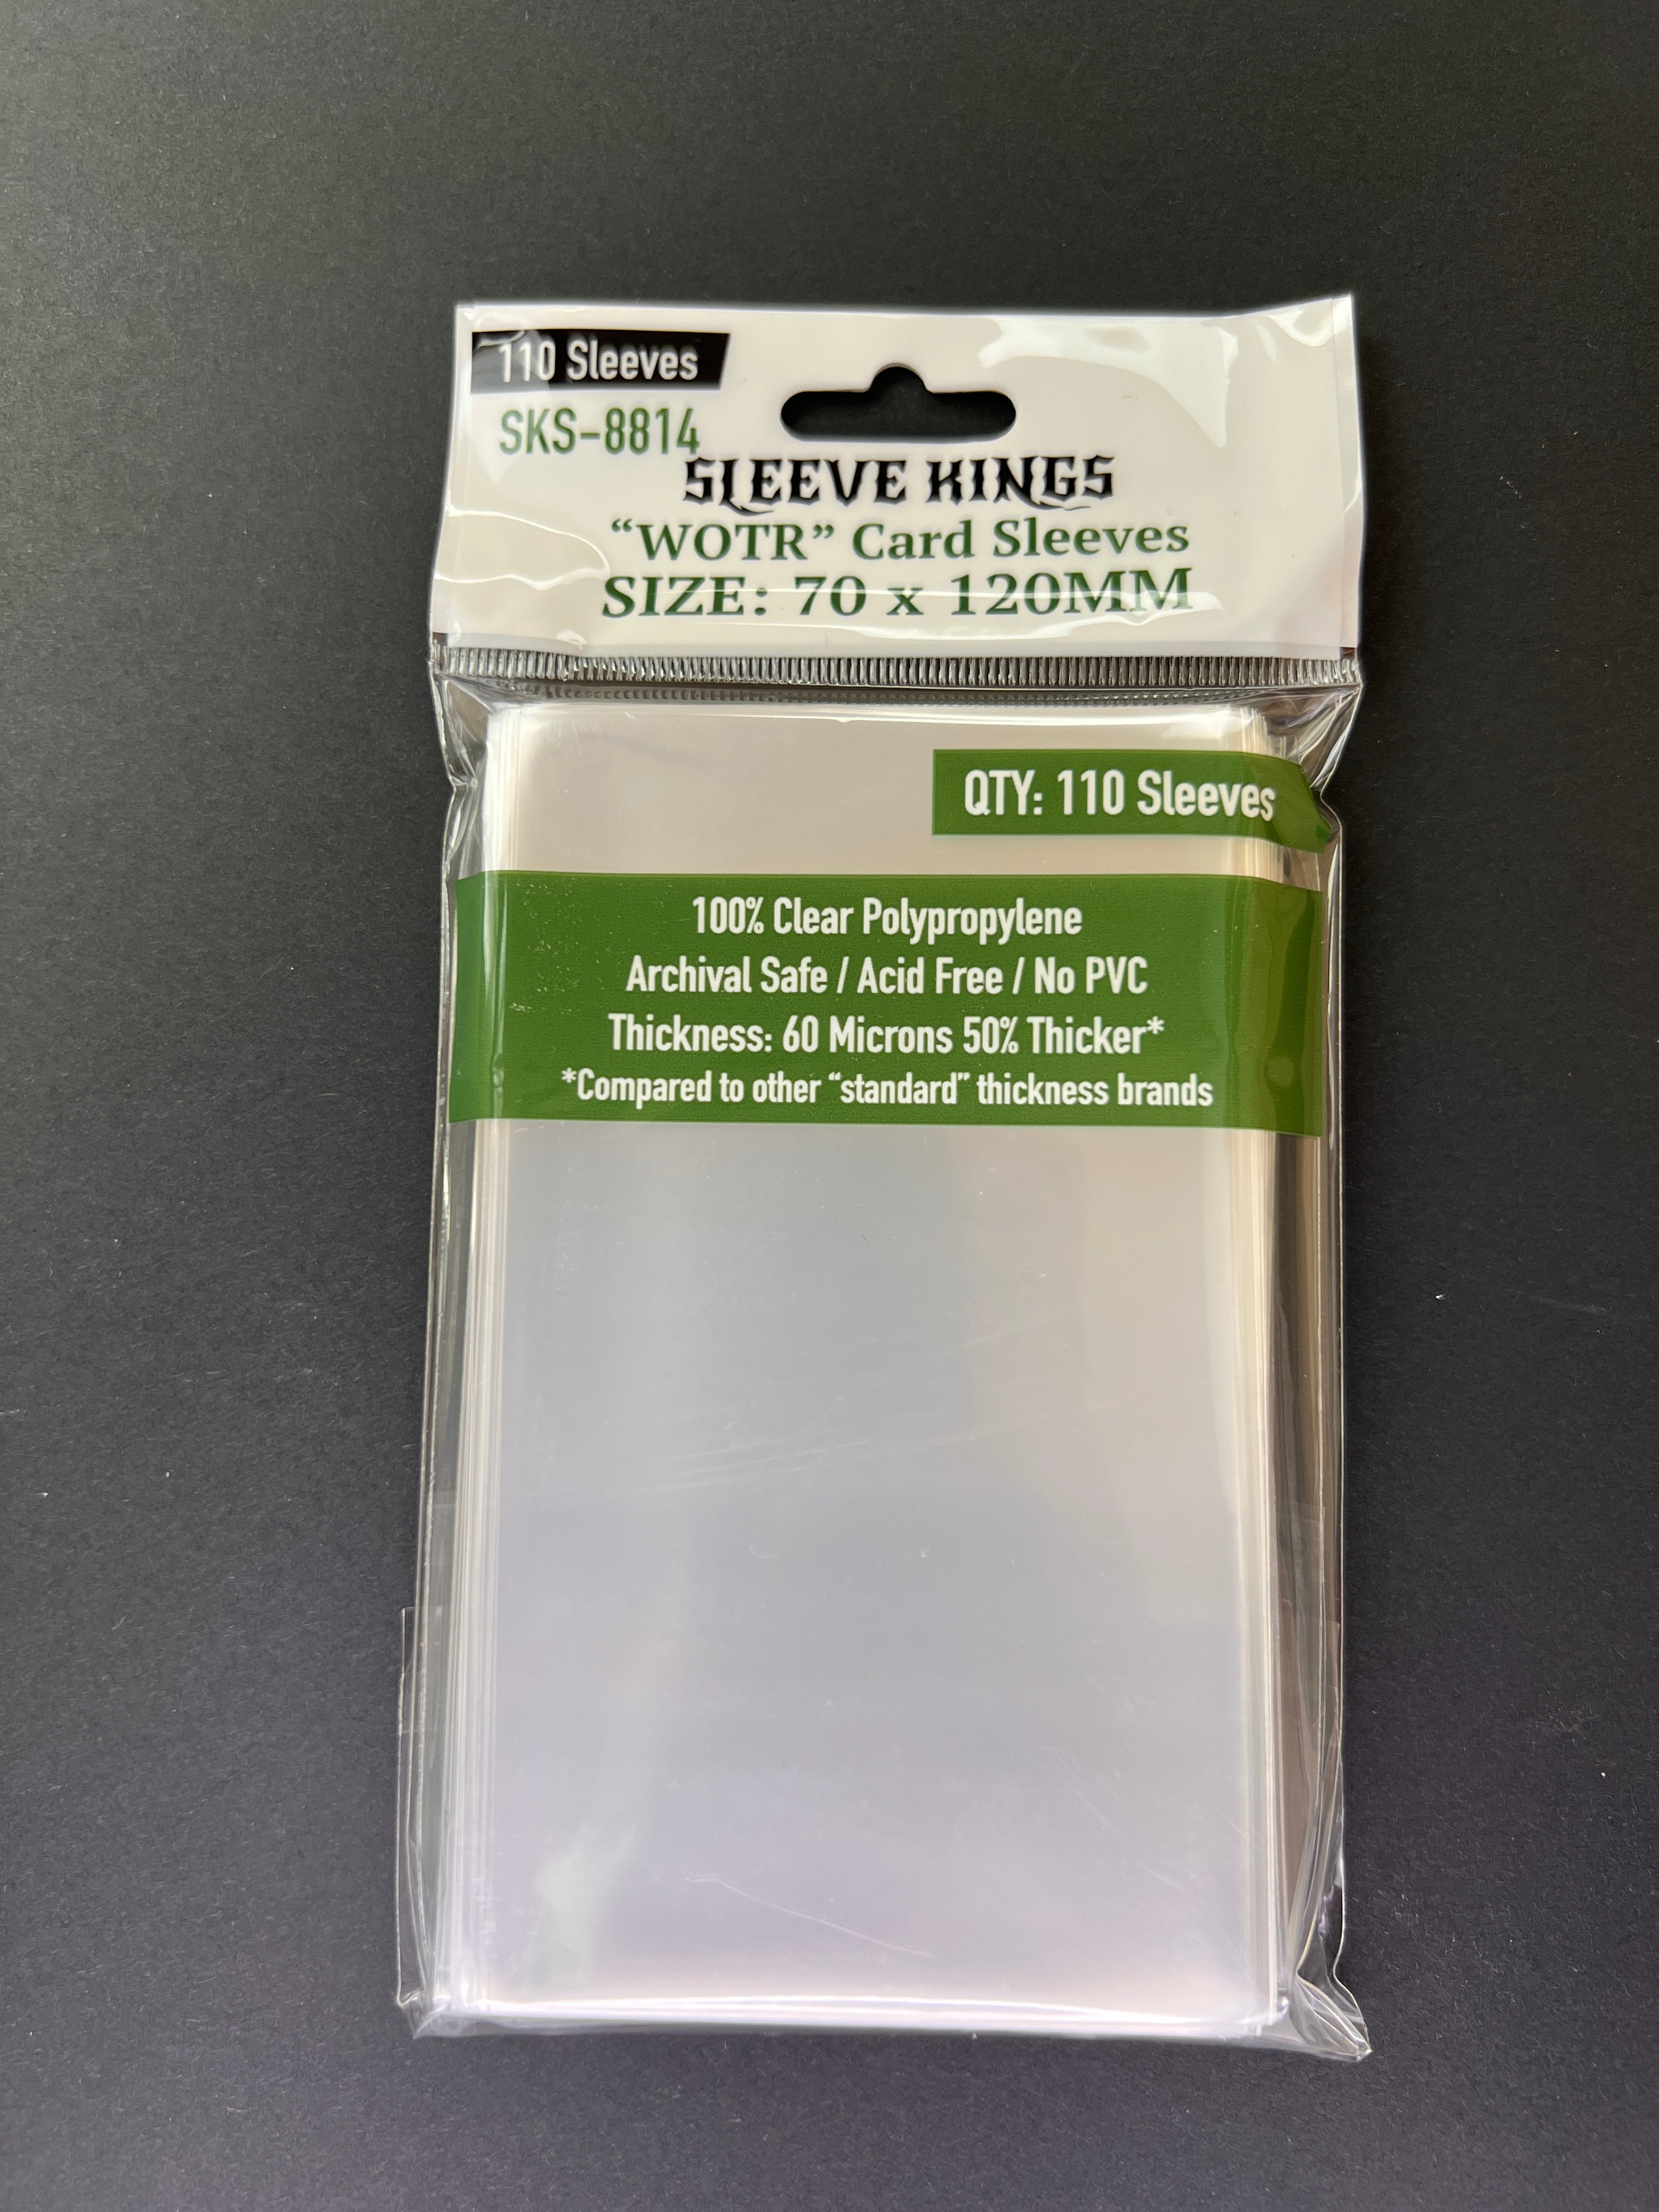 110 Sleeves
SKS-8814
SLEEVE KINGS
“WOTR” Card Sleeves
SIZE: 70 x 120MM
QTY: 110 Sleeves
100% Clear Polypropylene
Archival Safe / Acid Free / No PVC
Thickness: 60 Microns 50% Thicker*
*Compared to other “standard” thickness brands